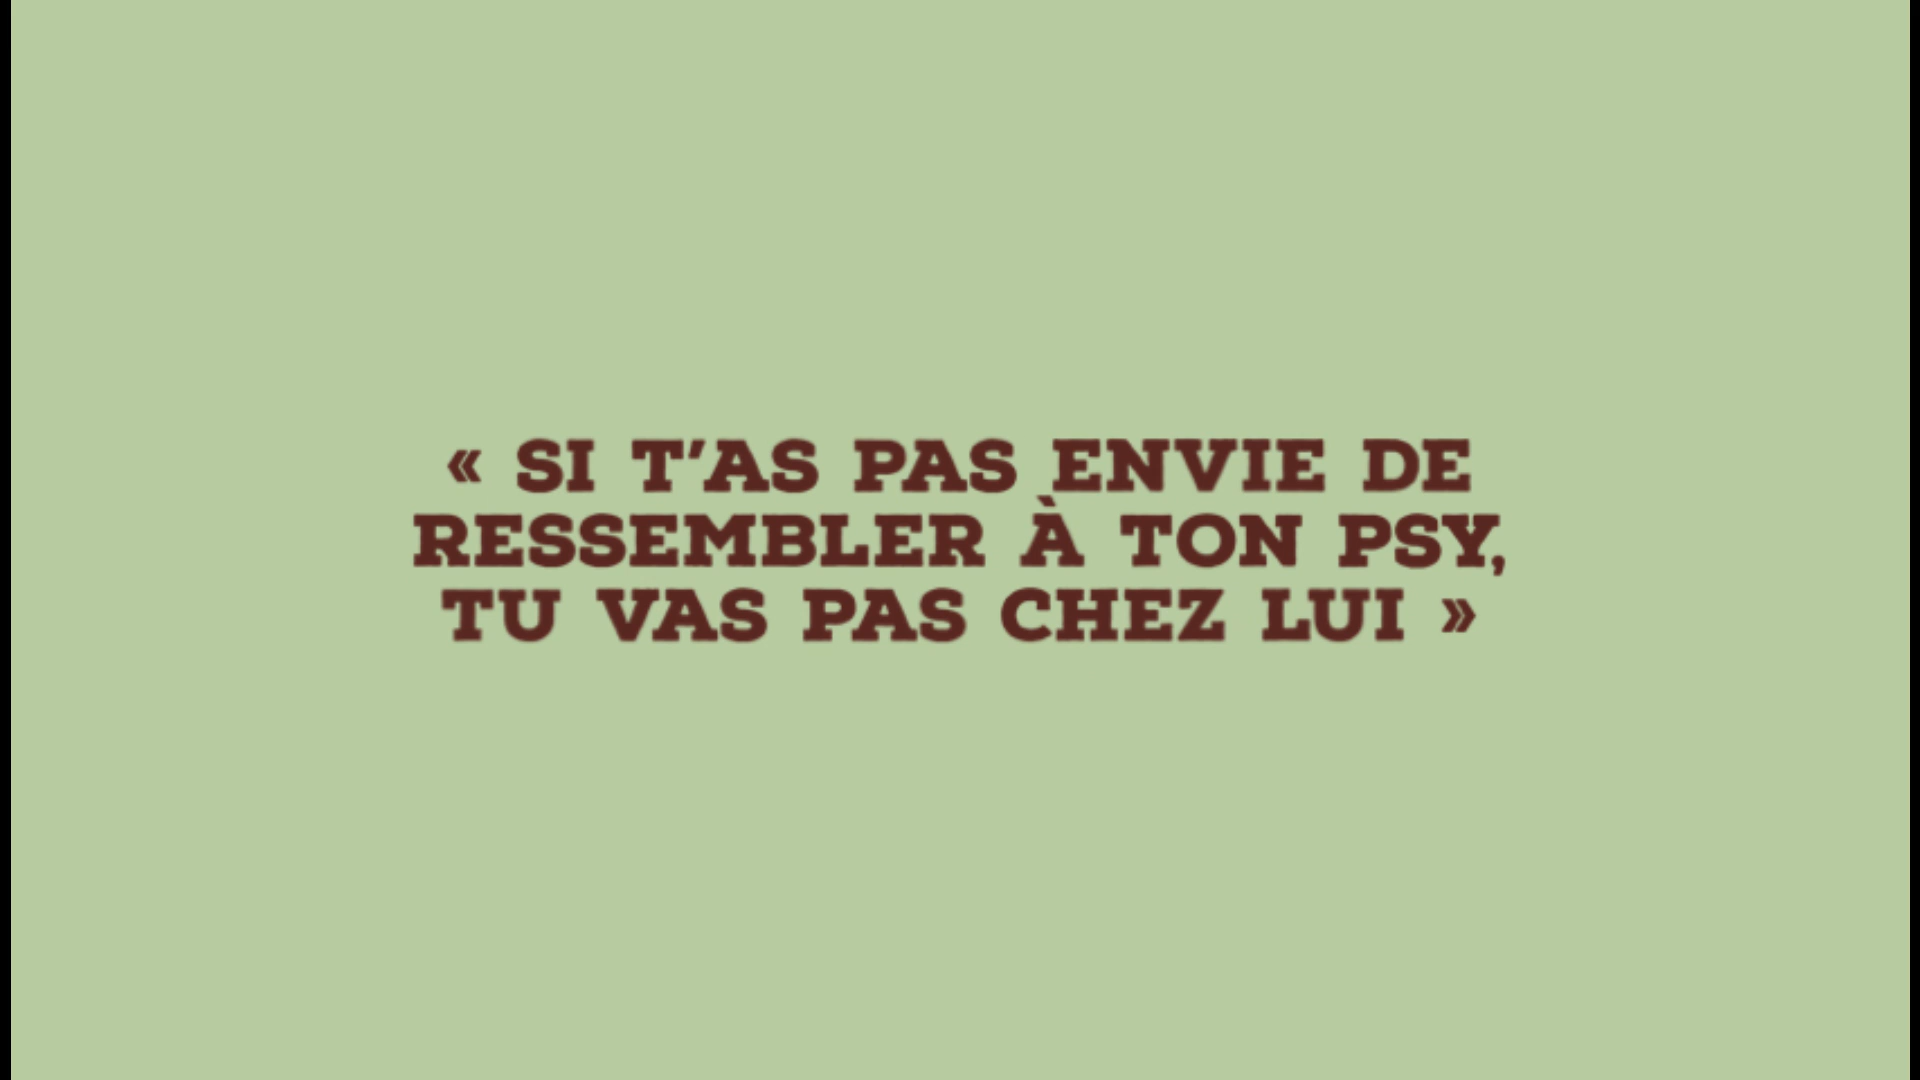 « SI T’AS PAS ENVIE DE
RESSEMBLER À TON PSY,
TU VAS PAS CHEZ LUI »